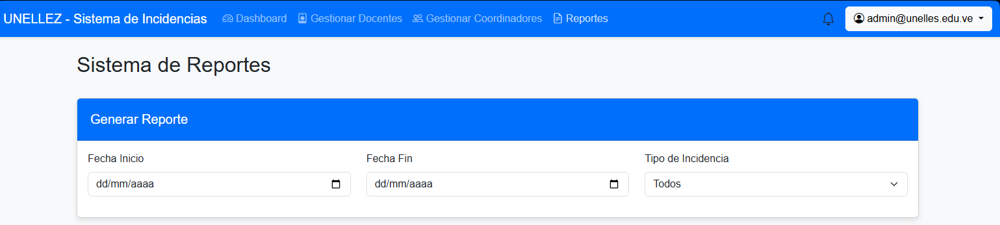 UNELLEZ - Sistema de Incidencias Dashboard Gestionar Docentes Gestionar Coordinadores Reportes admin@unelles.edu.ve
Sistema de Reportes
Generar Reporte
Fecha Inicio Fecha Fin Tipo de Incidencia
dd/mm/aaaa dd/mm/aaaa Todos